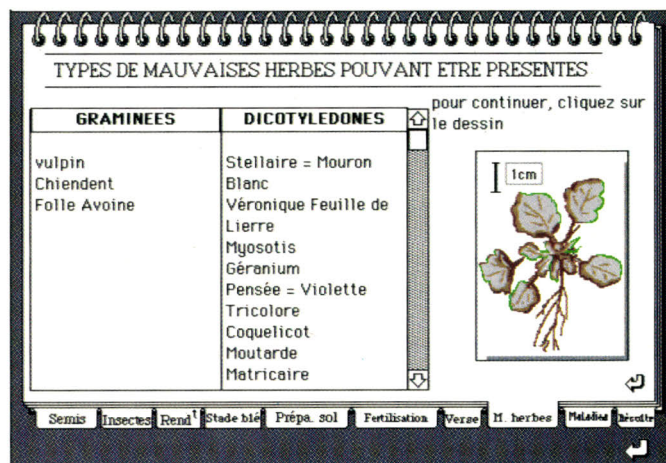 TYPES DE MAUVAISES HERBES POUVANT ETRE PRESENTES
pour continuer, cliquez sur
le dessin
GRAMINEES
vulpin
Chiendent
Folle Avoine
DICOTYLEDONES
Stellaire = Mouron
Blanc
Véronique Feuille de
Lierre
Myosotis
Géranium
Pensée = Violette
Tricolore
Coquelicot
Moutarde
Matricaire
1cm
Semis Insectes Rendt Stade blé Prépa. sol Fertilisation Verse M. herbes Maladies Récolte